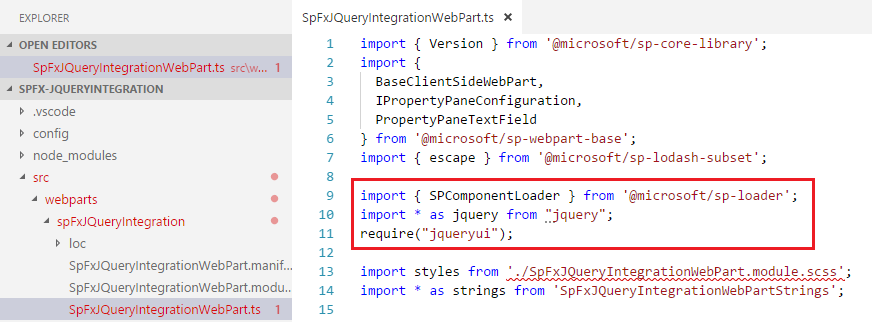 EXPLORER
OPEN EDITORS
SpFxJQueryIntegrationWebPart.ts src\w... 1
SPFX-JQUERYINTEGRATION
.vscode
config
node_modules
src
webparts
spFxJQueryIntegration
loc
SpFxJQueryIntegrationWebPart.manif...
SpFxJQueryIntegrationWebPart.modu...
SpFxJQueryIntegrationWebPart.ts 1
SpFxJQueryIntegrationWebPart.ts ×
1 import { Version } from '@microsoft/sp-core-library';
2 import {
3 BaseClientSideWebPart,
4 IPropertyPaneConfiguration,
5 PropertyPaneTextField
6 } from '@microsoft/sp-webpart-base';
7 import { escape } from '@microsoft/sp-lodash-subset';
8
9 import { SPComponentLoader } from '@microsoft/sp-loader';
10 import * as jquery from "jquery";
11 require("jqueryui");
12
13 import styles from './SpFxJQueryIntegrationWebPart.module.scss';
14 import * as strings from 'SpFxJQueryIntegrationWebPartStrings';
15